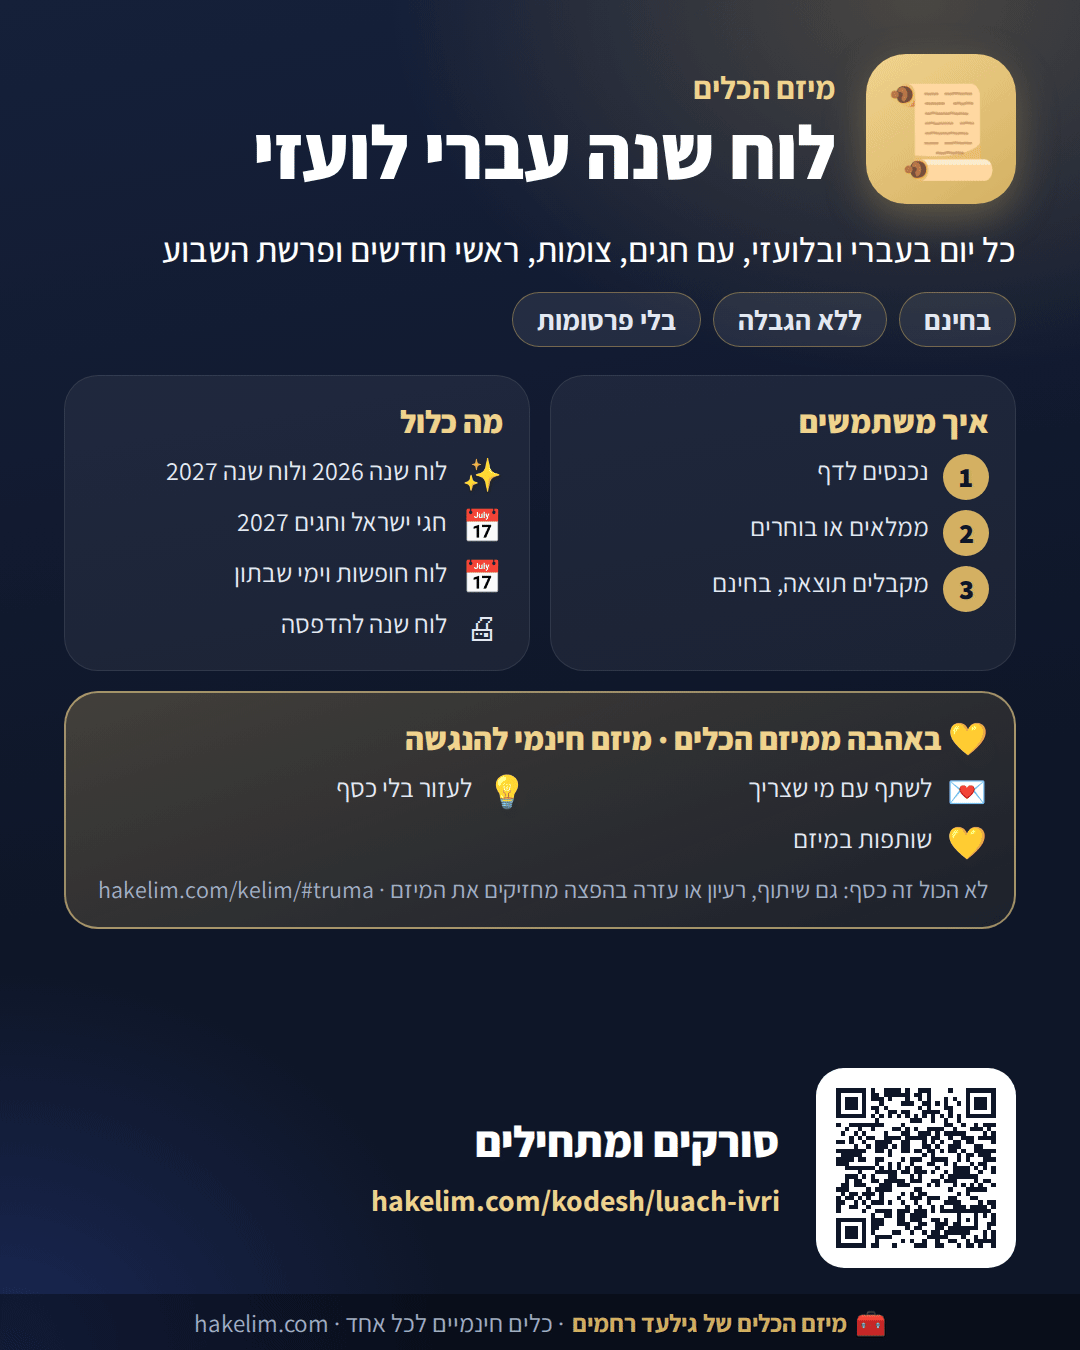 מיזם הכלים
לוח שנה עברי לועזי
כל יום בעברי ובלועזי, עם חגים, צומות, ראשי חודשים ופרשת השבוע
בחינם
ללא הגבלה
בלי פרסומות
איך משתמשים
1 נכנסים לדף
2 ממלאים או בוחרים
3 מקבלים תוצאה, בחינם
מה כלול
לוח שנה 2026 ולוח שנה 2027
July 17 חגי ישראל וחגים 2027
July 17 לוח חופשות וימי שבתון
לוח שנה להדפסה
באהבה ממיזם הכלים · מיזם חינמי להנגשה
לשתף עם מי שצריך
לעזור בלי כסף
שותפות במיזם
לא הכול זה כסף: גם שיתוף, רעיון או עזרה בהפצה מחזיקים את המיזם · hakelim.com/kelim/#truma
סורקים ומתחילים
hakelim.com/kodesh/luach-ivri
מיזם הכלים של גילעד רחמים · כלים חינמיים לכל אחד · hakelim.com